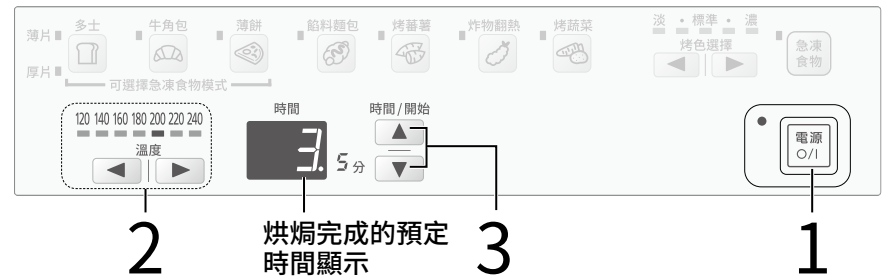 多士 牛角包 薄餅 餡料麵包 烤蕃薯 炸物翻熱 烤蔬菜 淡 ・標準・ 濃
薄片
烤色選擇
急凍
食物
厚片
可選擇急凍食物模式
120 140 160 180 200 220 240
溫度
時間
時間/開始
3.
5分
電源
O/I
2
烘焗完成的預定
時間顯示
3
1